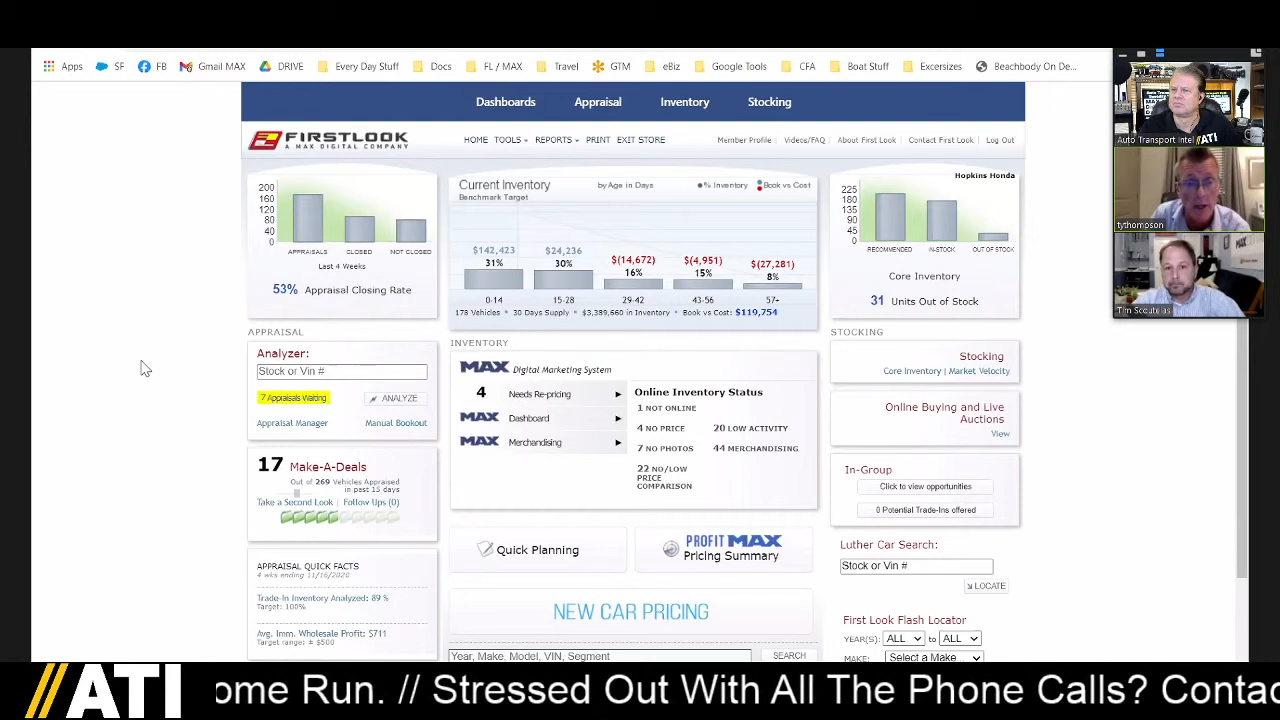 Apps SF FB Gmail MAX DRIVE Every Day Stuff Docs FL / MAX Travel GTM eBiz Google Tools CFA Boat Stuff Excersizes Beachbody On De...
Auto Transport Intel
ATI
tythompson
Tim Scoutelas
Dashboards Appraisal Inventory Stocking
FIRSTLOOK
A MAX DIGITAL COMPANY
HOME TOOLS REPORTS PRINT EXIT STORE
Member Profile Videos/FAQ About First Look Contact First Look Log Out
200
160
120
80
40
0
APPRAISALS CLOSED NOT CLOSED
Last 4 Weeks
53% Appraisal Closing Rate
Current Inventory by Age in Days % Inventory Book vs Cost
Benchmark Target
$142,423 $24,236 $(14,672) $(4,951) $(27,281)
31% 30% 16% 15% 8%
0-14 15-28 29-42 43-56 57+
178 Vehicles • 30 Days Supply • $3,389,660 in Inventory • Book vs Cost: $119,754
Hopkins Honda
225
180
135
90
45
0
RECOMMENDED IN-STOCK OUT OF STOCK
Core Inventory
31 Units Out of Stock
APPRAISAL
Analyzer:
Stock or Vin #
7 Appraisals Waiting ANALYZE
Appraisal Manager Manual Bookout
17 Make-A-Deals
Out of 269 Vehicles Appraised
in past 15 days
Take a Second Look | Follow Ups (0)
APPRAISAL QUICK FACTS
4 wks ending 11/16/2020
Trade-In Inventory Analyzed: 89 %
Target: 100%
Avg. Imm. Wholesale Profit: $711
Target range: ± $500
INVENTORY
MAX Digital Marketing System
4 Needs Re-pricing
MAX Dashboard
MAX Merchandising
Online Inventory Status
1 NOT ONLINE
4 NO PRICE 20 LOW ACTIVITY
7 NO PHOTOS 44 MERCHANDISING
22 NO/LOW
PRICE
COMPARISON
Quick Planning
PROFIT MAX
Pricing Summary
NEW CAR PRICING
Year, Make, Model, VIN, Segment SEARCH
STOCKING
Stocking
Core Inventory | Market Velocity
Online Buying and Live
Auctions
View
In-Group
Click to view opportunities
0 Potential Trade-Ins offered
Luther Car Search:
Stock or Vin #
LOCATE
First Look Flash Locator
YEAR(S): ALL to ALL
MAKE: Select a Make...
//ATI ome Run. // Stressed Out With All The Phone Calls? Contac